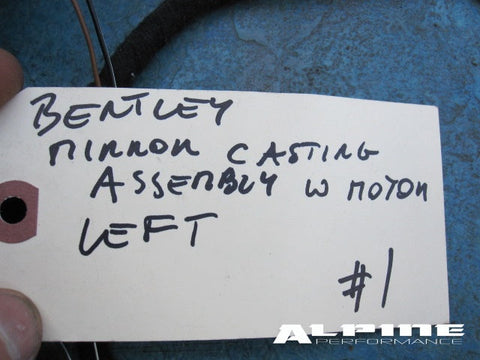 BENTLEY
MIRROR CASTING
ASSEMBLY W MOTOR
LEFT
#1
ALPINE
PERFORMANCE